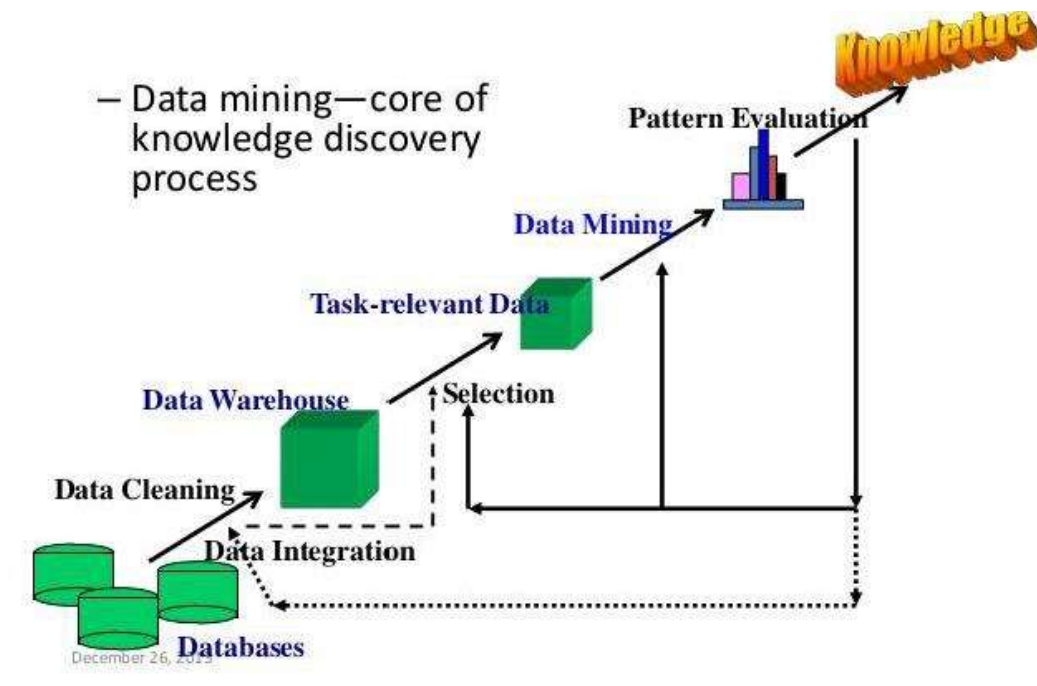 Knowledge
– Data mining—core of
knowledge discovery
process
Pattern Evaluation
Data Mining
Task-relevant Data
Selection
Data Warehouse
Data Cleaning
Data Integration
Databases
December 26,